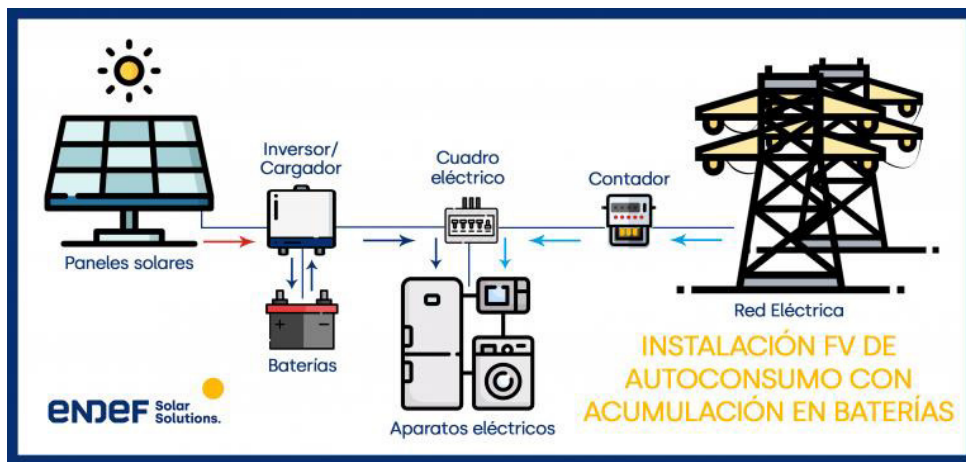 Inversor/
Cargador
Cuadro
eléctrico
Contador
Paneles solares
+ −
Baterías
Red Eléctrica
INSTALACIÓN FV DE
AUTOCONSUMO CON
ACUMULACIÓN EN BATERÍAS
enDeF Solar
Solutions.
Aparatos eléctricos